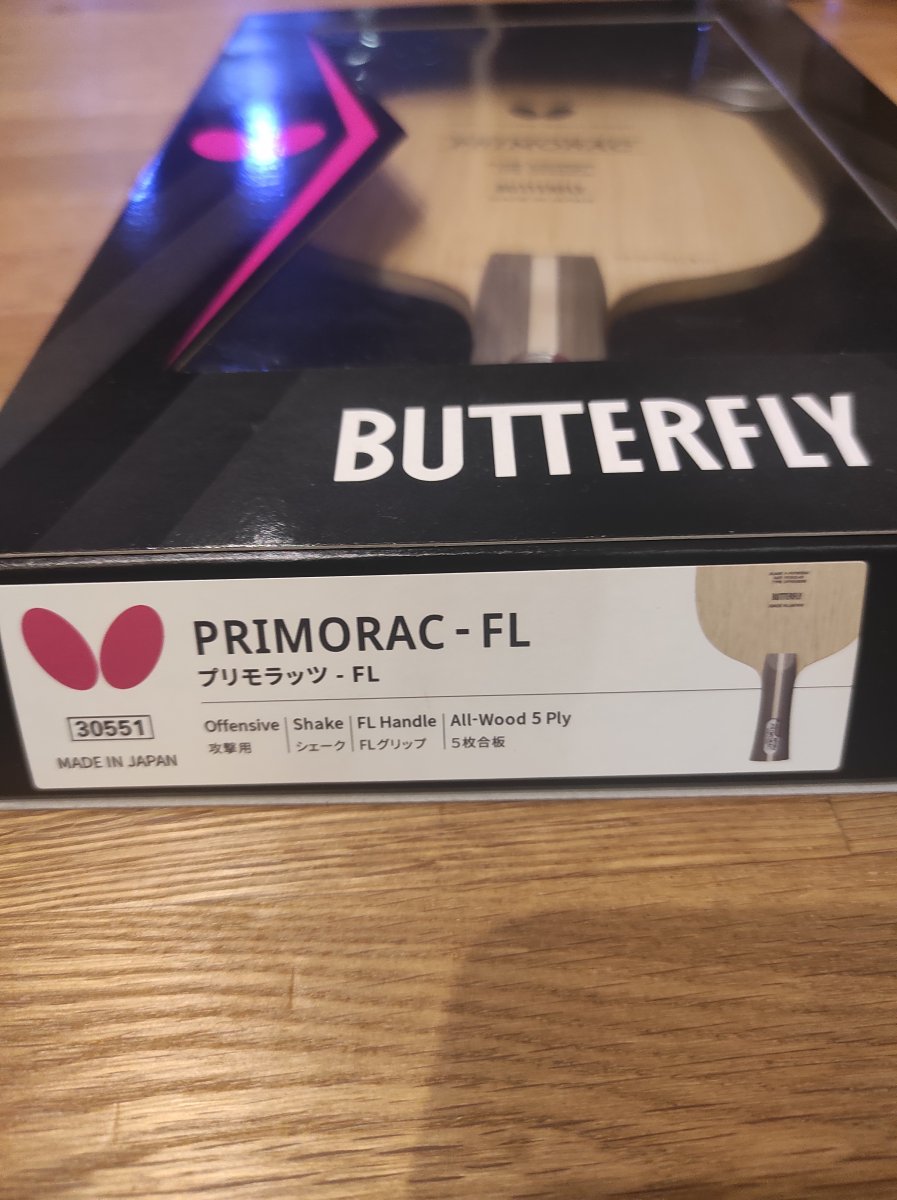 PRIMORAC
BUTTERFLY
PRIMORAC - FL
プリモラッツ - FL
30551
MADE IN JAPAN
Offensive | Shake | FL Handle | All-Wood 5 Ply
攻撃用 | シェーク | FLグリップ | 5枚合板
BUTTERFLY